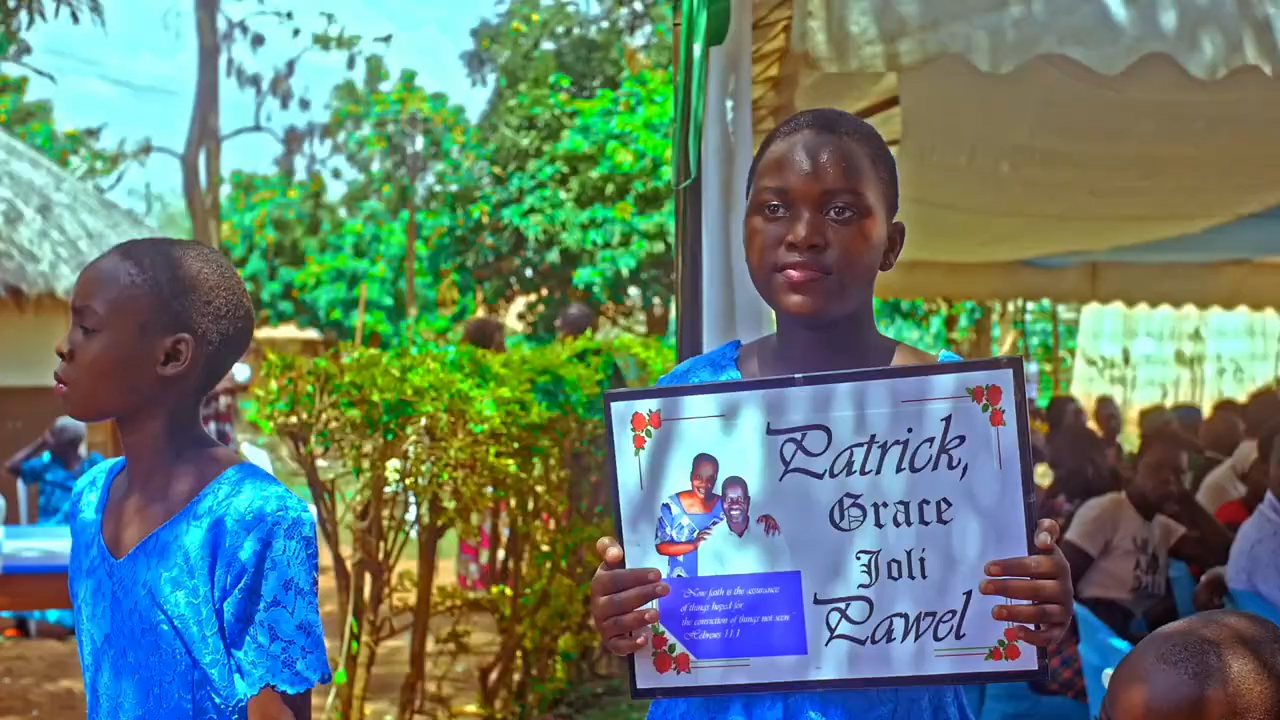 Patrick,
Grace
Joli
Pawel
"Now faith is the assurance
of things hoped for
the conviction of things not seen
Hebrews 11.1